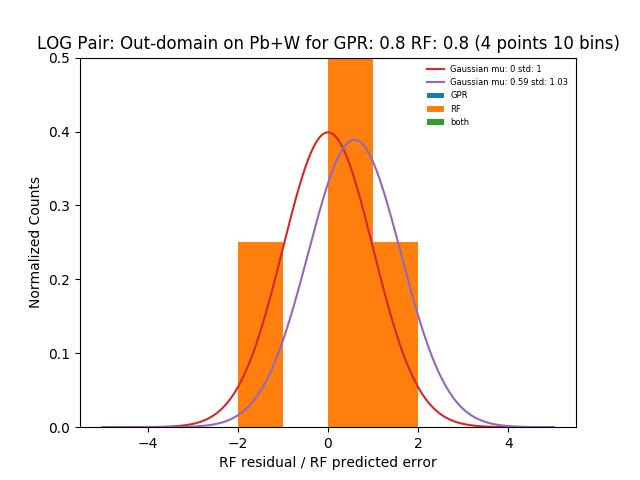 LOG Pair: Out-domain on Pb+W for GPR: 0.8 RF: 0.8 (4 points 10 bins)
Gaussian mu: 0 std: 1
Gaussian mu: 0.59 std: 1.03
GPR
RF
both
Normalized Counts
0.5
0.4
0.3
0.2
0.1
0.0
−4
−2
0
2
4
RF residual / RF predicted error